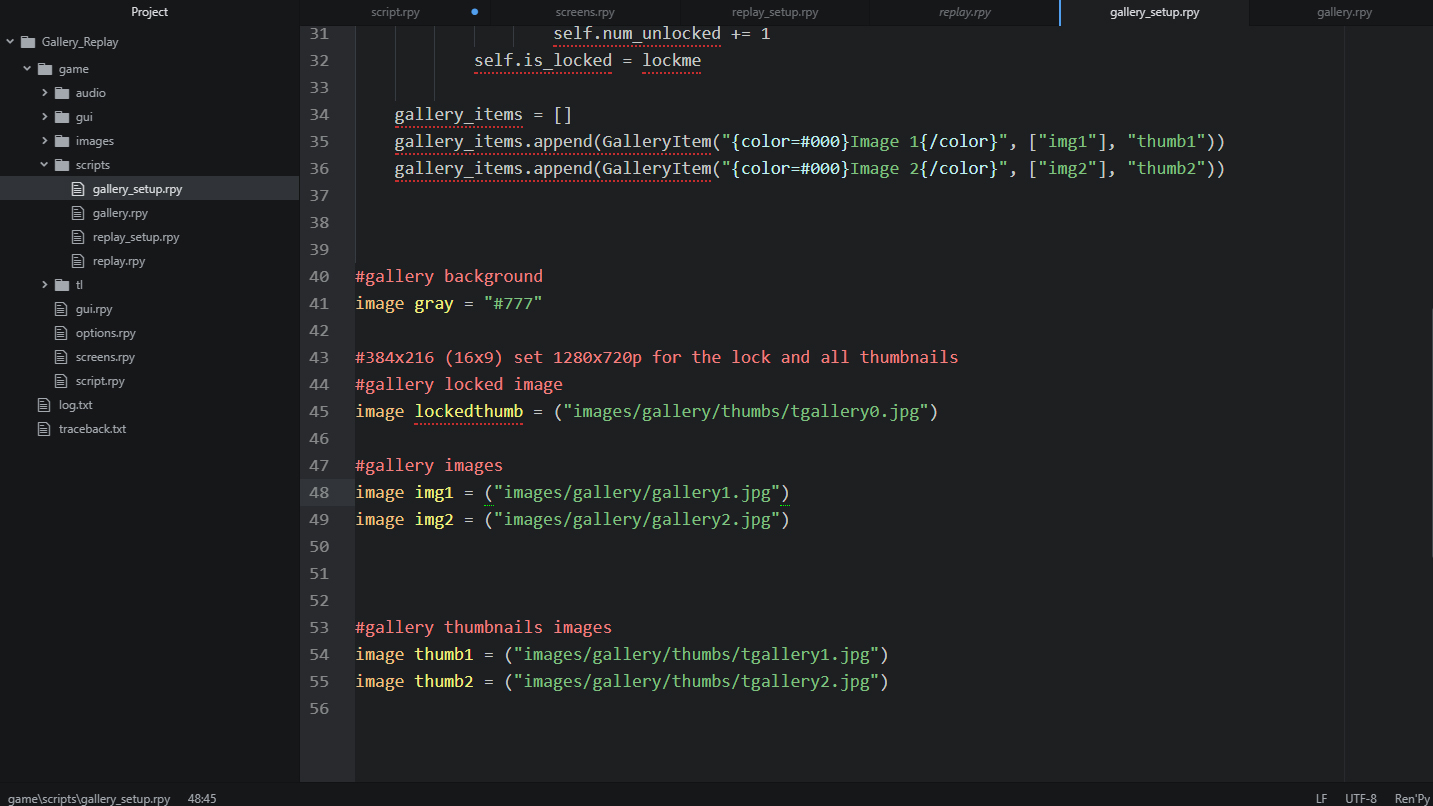 Project
script.rpy
screens.rpy
replay_setup.rpy
replay.rpy
gallery_setup.rpy
gallery.rpy
Gallery_Replay
game
audio
gui
images
scripts
gallery_setup.rpy
gallery.rpy
replay_setup.rpy
replay.rpy
tl
gui.rpy
options.rpy
screens.rpy
script.rpy
log.txt
traceback.txt
31 self.num_unlocked += 1
32 self.is_locked = lockme
33
34 gallery_items = []
35 gallery_items.append(GalleryItem("{color=#000}Image 1{/color}", ["img1"], "thumb1"))
36 gallery_items.append(GalleryItem("{color=#000}Image 2{/color}", ["img2"], "thumb2"))
37
38
39
40 #gallery background
41 image gray = "#777"
42
43 #384x216 (16x9) set 1280x720p for the lock and all thumbnails
44 #gallery locked image
45 image lockedthumb = ("images/gallery/thumbs/tgallery0.jpg")
46
47 #gallery images
48 image img1 = ("images/gallery/gallery1.jpg")
49 image img2 = ("images/gallery/gallery2.jpg")
50
51
52
53 #gallery thumbnails images
54 image thumb1 = ("images/gallery/thumbs/tgallery1.jpg")
55 image thumb2 = ("images/gallery/thumbs/tgallery2.jpg")
56
game\scripts\gallery_setup.rpy 48:45 LF UTF-8 Ren'Py